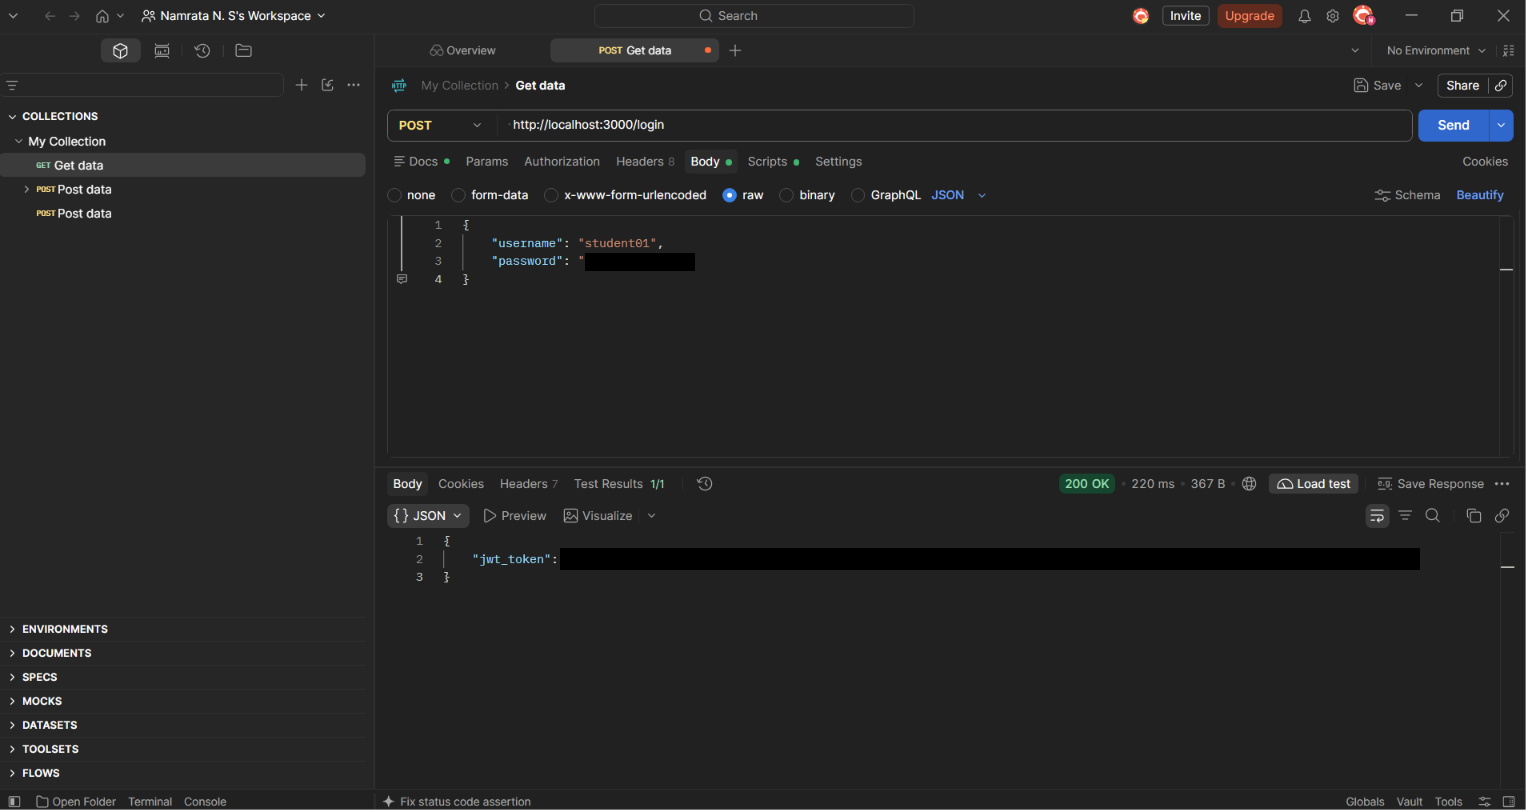 Namrata N. S's Workspace
Search
Invite
Upgrade
Overview
POST Get data
No Environment
HTTP My Collection > Get data
Save
Share
COLLECTIONS
My Collection
GET Get data
POST Post data
POST Post data
POST http://localhost:3000/login
Send
Docs Params Authorization Headers 8 Body Scripts Settings
Cookies
none form-data x-www-form-urlencoded raw binary GraphQL JSON
Schema Beautify
1 {
2 "username": "student01",
3 "password": "
4 }
Body Cookies Headers 7 Test Results 1/1
200 OK • 220 ms • 367 B •
Load test
e.g. Save Response
{} JSON Preview Visualize
1 {
2 "jwt_token":
3 }
ENVIRONMENTS
DOCUMENTS
SPECS
MOCKS
DATASETS
TOOLSETS
FLOWS
Open Folder Terminal Console
Fix status code assertion
Globals Vault Tools